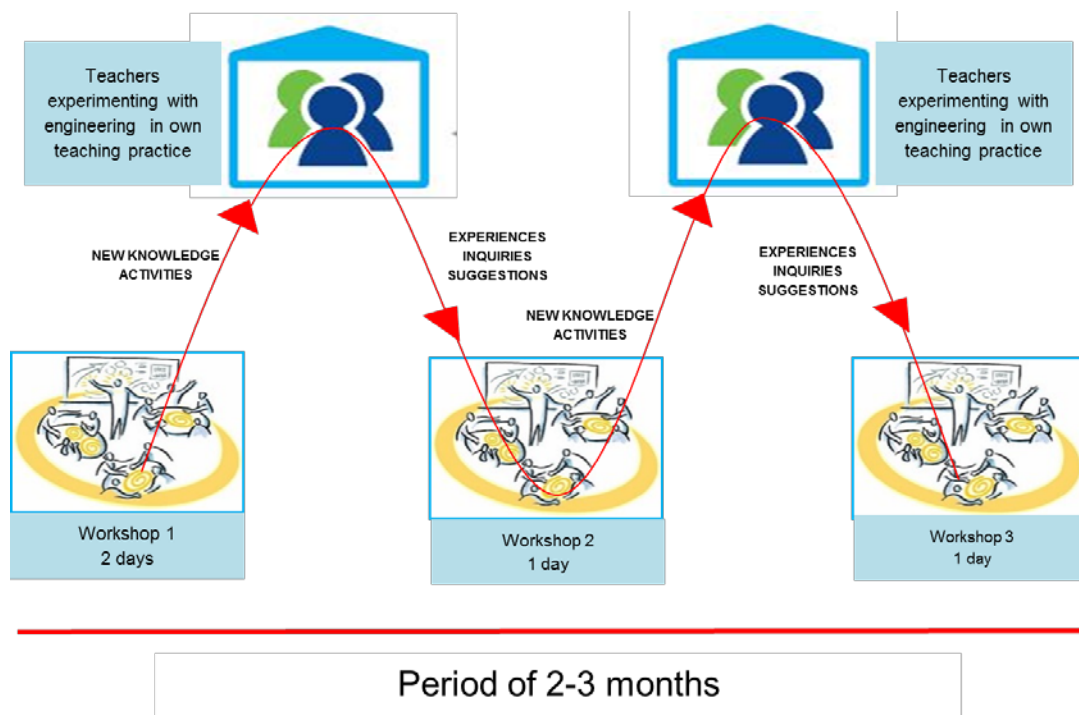 Teachers
experimenting with
engineering in own
teaching practice
Teachers
experimenting with
engineering in own
teaching practice
NEW KNOWLEDGE
ACTIVITIES
EXPERIENCES
INQUIRIES
SUGGESTIONS
NEW KNOWLEDGE
ACTIVITIES
EXPERIENCES
INQUIRIES
SUGGESTIONS
Workshop 1
2 days
Workshop 2
1 day
Workshop 3
1 day
Period of 2-3 months